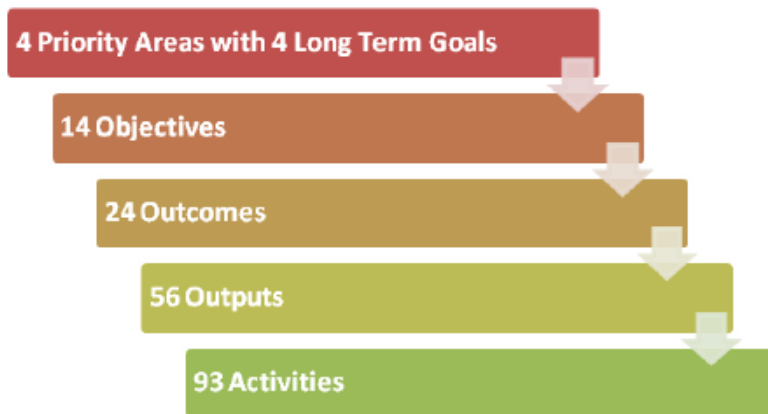 4 Priority Areas with 4 Long Term Goals
14 Objectives
24 Outcomes
56 Outputs
93 Activities